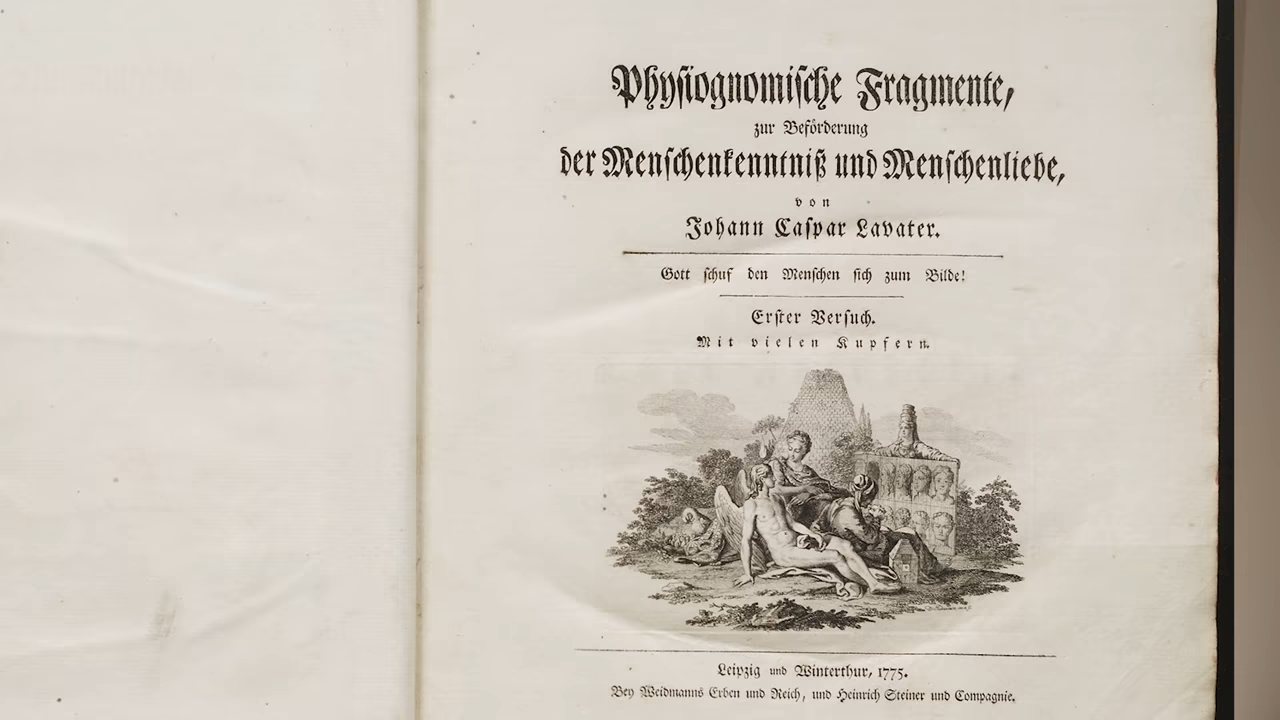 Physiognomische Fragmente,
zur Beförderung
der Menschenkenntniß und Menschenliebe,
von
Johann Caspar Lavater.
Gott schuf den Menschen sich zum Bilde!
Erster Versuch.
Mit vielen Kupfern.
Leipzig und Winterthur, 1775.
Bey Weidmanns Erben und Reich, und Heinrich Steiner und Compagnie.